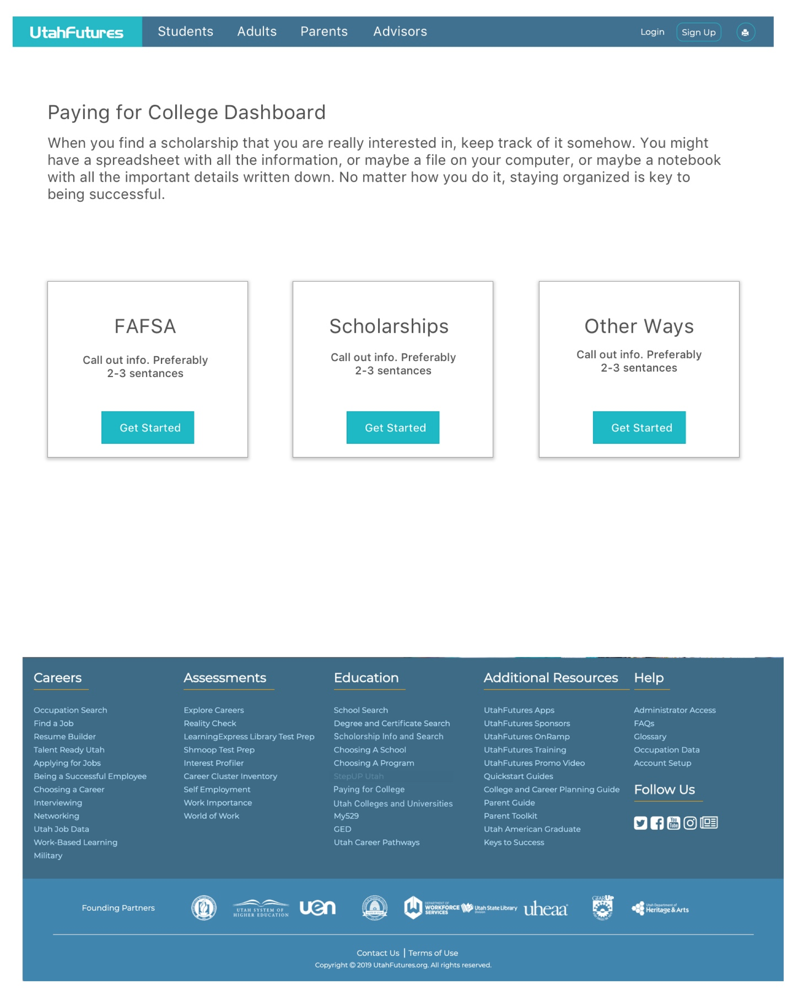 UtahFutures
Students Adults Parents Advisors
Login Sign Up
Paying for College Dashboard
When you find a scholarship that you are really interested in, keep track of it somehow. You might
have a spreadsheet with all the information, or maybe a file on your computer, or maybe a notebook
with all the important details written down. No matter how you do it, staying organized is key to
being successful.
FAFSA
Call out info. Preferably
2-3 sentances
Get Started
Scholarships
Call out info. Preferably
2-3 sentances
Get Started
Other Ways
Call out info. Preferably
2-3 sentances
Get Started
Careers
Occupation Search
Find a Job
Resume Builder
Talent Ready Utah
Applying for Jobs
Being a Successful Employee
Choosing a Career
Interviewing
Networking
Utah Job Data
Work-Based Learning
Military
Assessments
Explore Careers
Reality Check
LearningExpress Library Test Prep
Shmoop Test Prep
Interest Profiler
Career Cluster Inventory
Self Employment
Work Importance
World of Work
Education
School Search
Degree and Certificate Search
Scholorship Info and Search
Choosing A School
Choosing A Program
StepUP Utah
Paying for College
Utah Colleges and Universities
My529
GED
Utah Career Pathways
Additional Resources
UtahFutures Apps
UtahFutures Sponsors
UtahFutures OnRamp
UtahFutures Training
UtahFutures Promo Video
Quickstart Guides
College and Career Planning Guide
Parent Guide
Parent Toolkit
Utah American Graduate
Keys to Success
Help
Administrator Access
FAQs
Glossary
Occupation Data
Account Setup
Follow Us
You
Tube
Founding Partners
UTAH SYSTEM OF
HIGHER EDUCATION
uen
DEPARTMENT OF
WORKFORCE
SERVICES
Utah State Library
Division
uheaa
GEARUP
Utah Department of
Heritage & Arts
Contact Us | Terms of Use
Copyright © 2019 UtahFutures.org. All rights reserved.